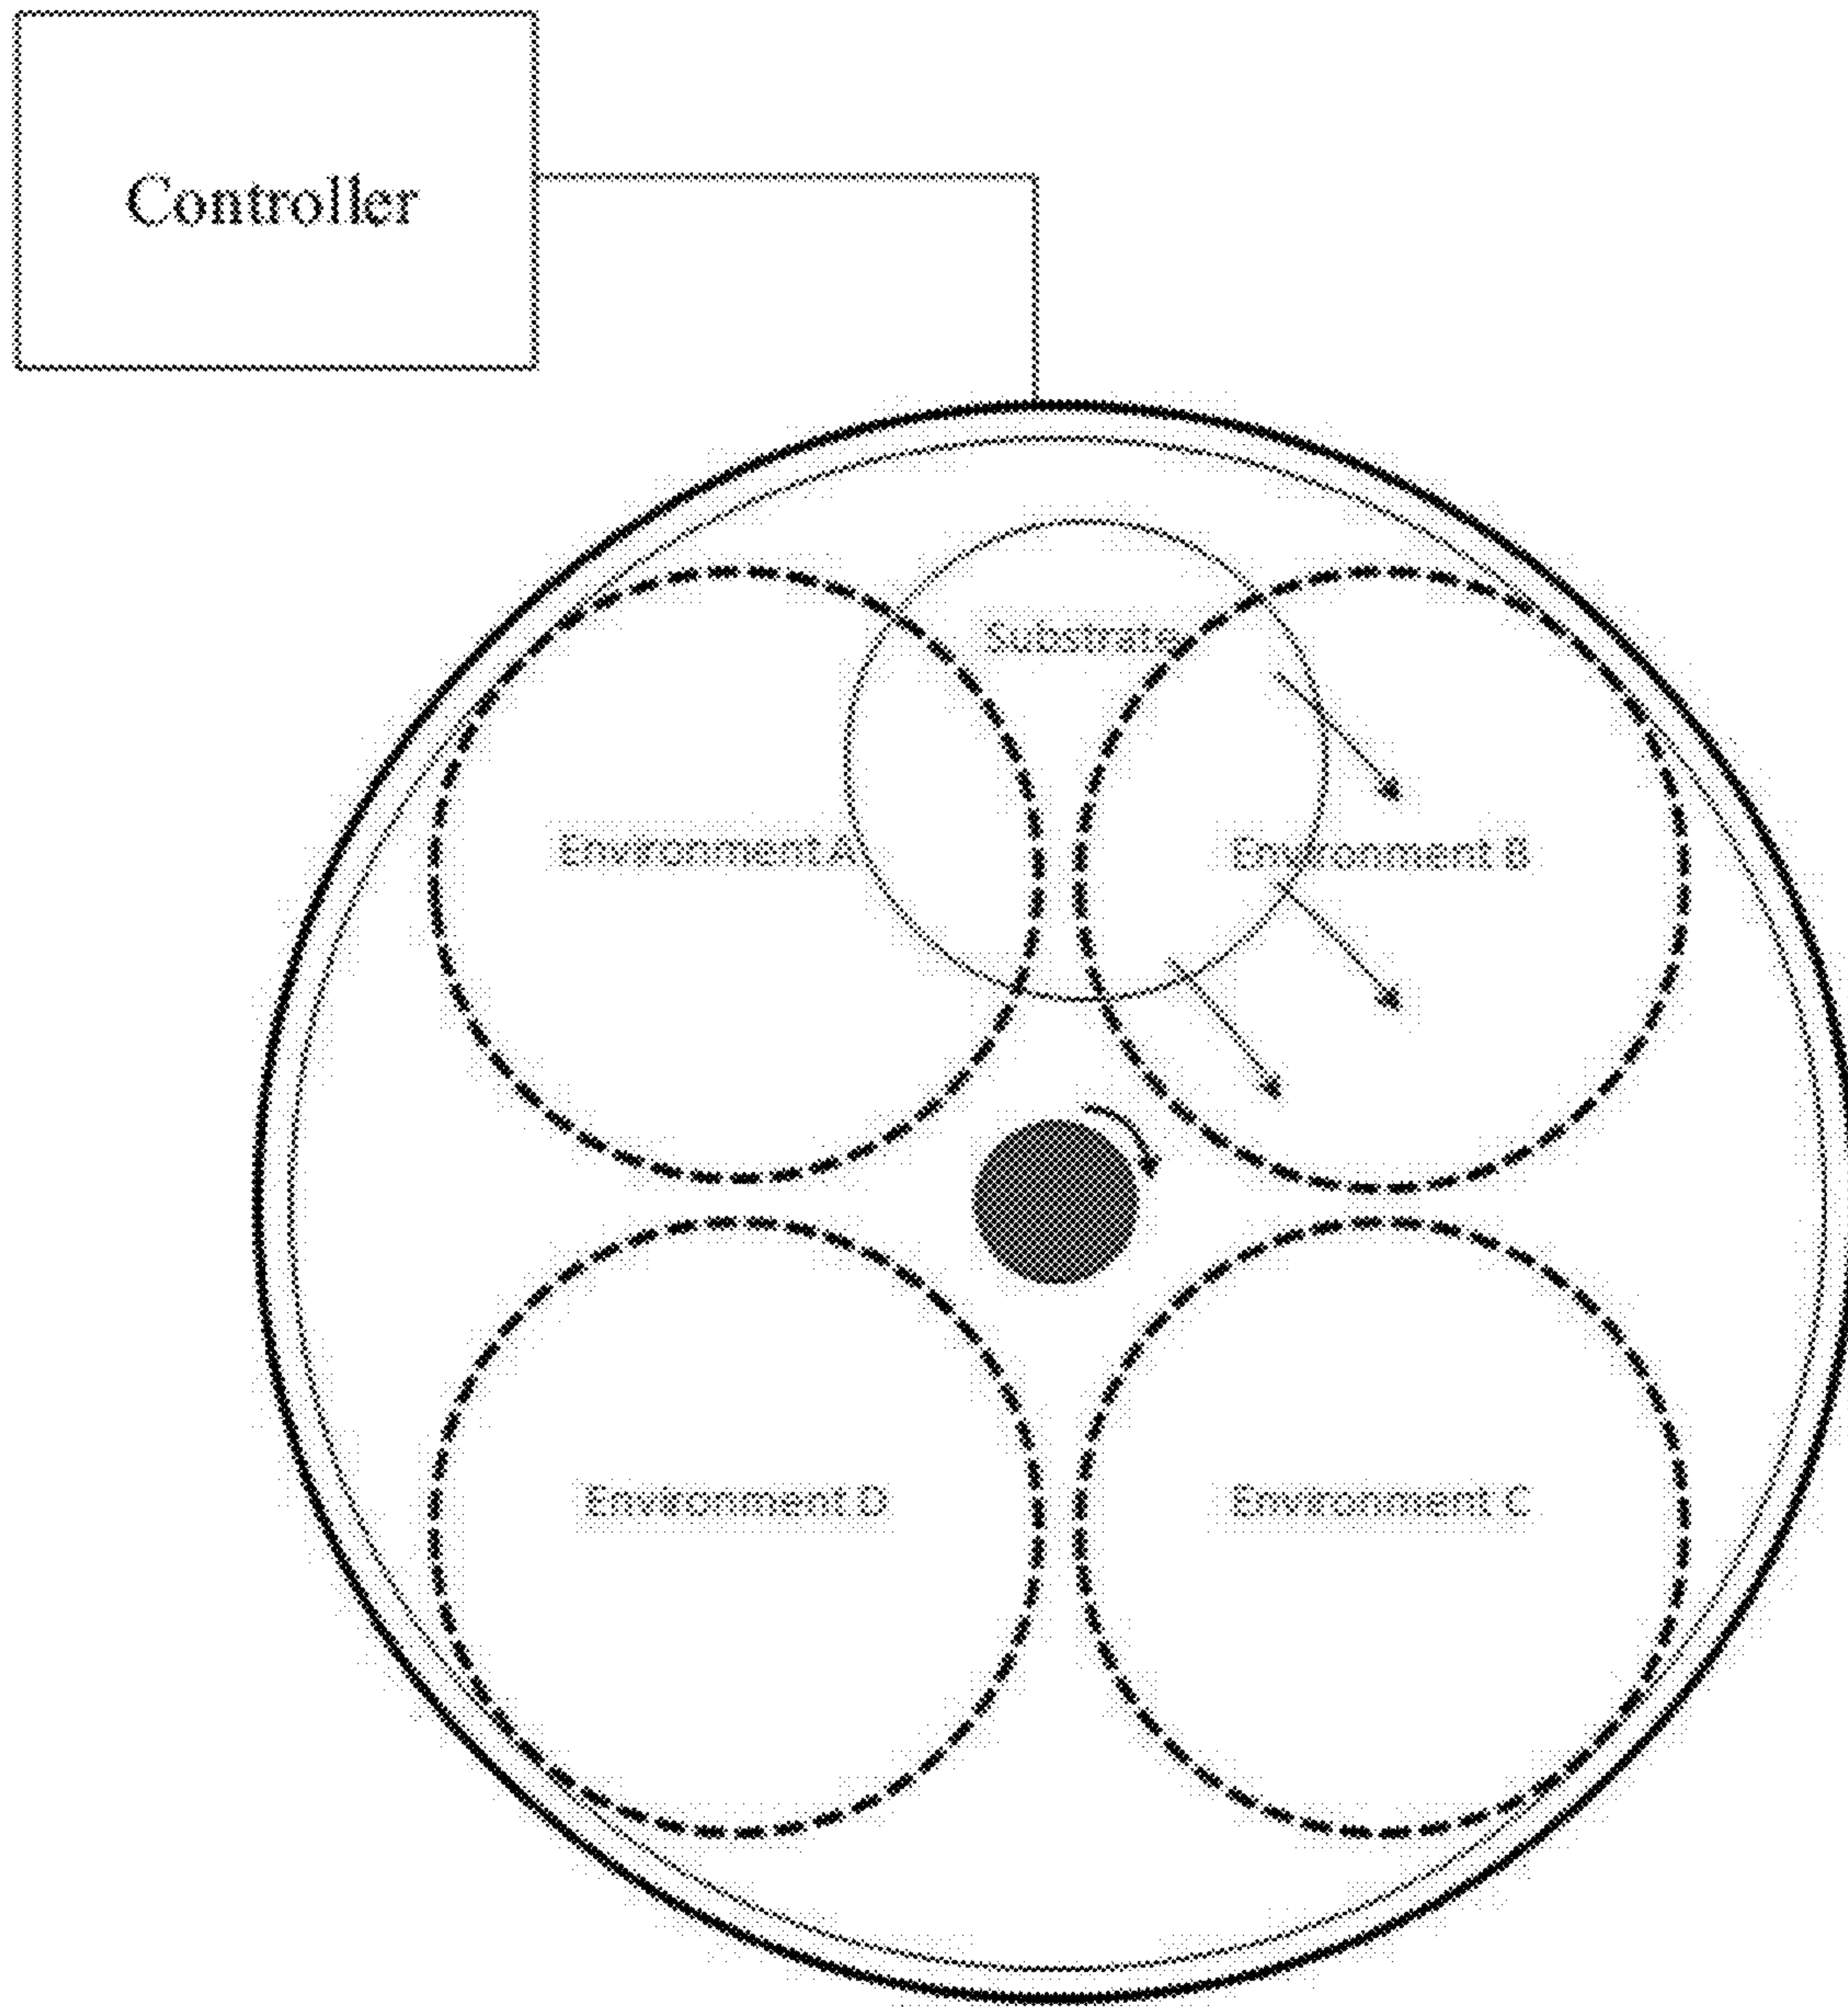 Controller
Substrate
Environment A
Environment B
Environment D
Environment C